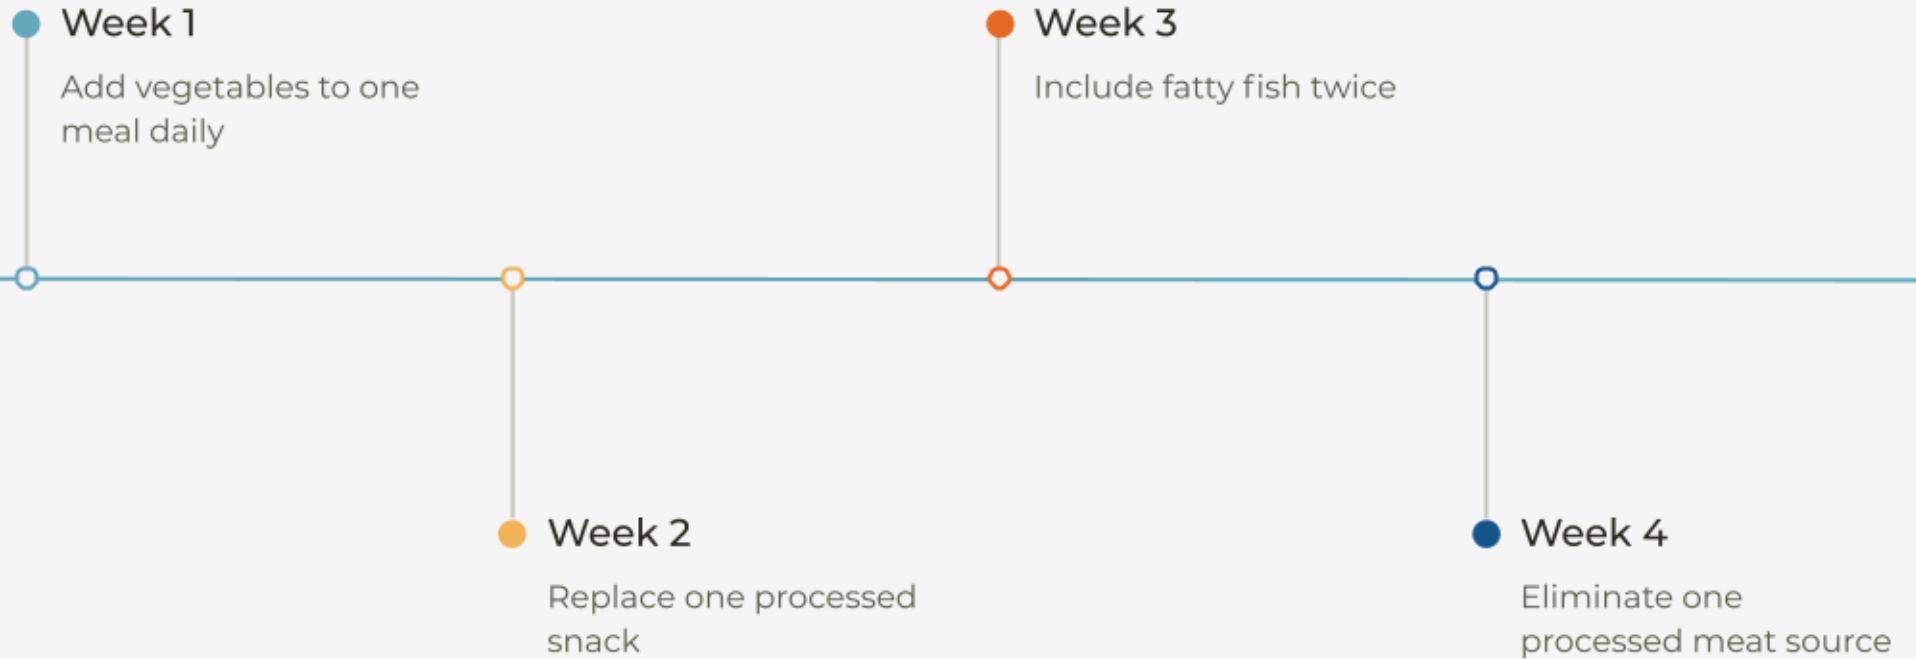 Week 1
Add vegetables to one
meal daily
Week 2
Replace one processed
snack
Week 3
Include fatty fish twice
Week 4
Eliminate one
processed meat source